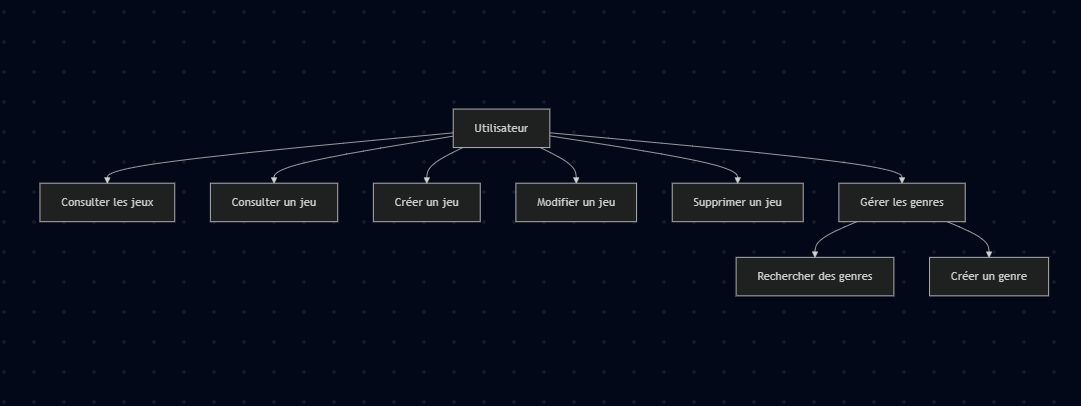 Utilisateur
Consulter les jeux
Consulter un jeu
Créer un jeu
Modifier un jeu
Supprimer un jeu
Gérer les genres
Rechercher des genres
Créer un genre